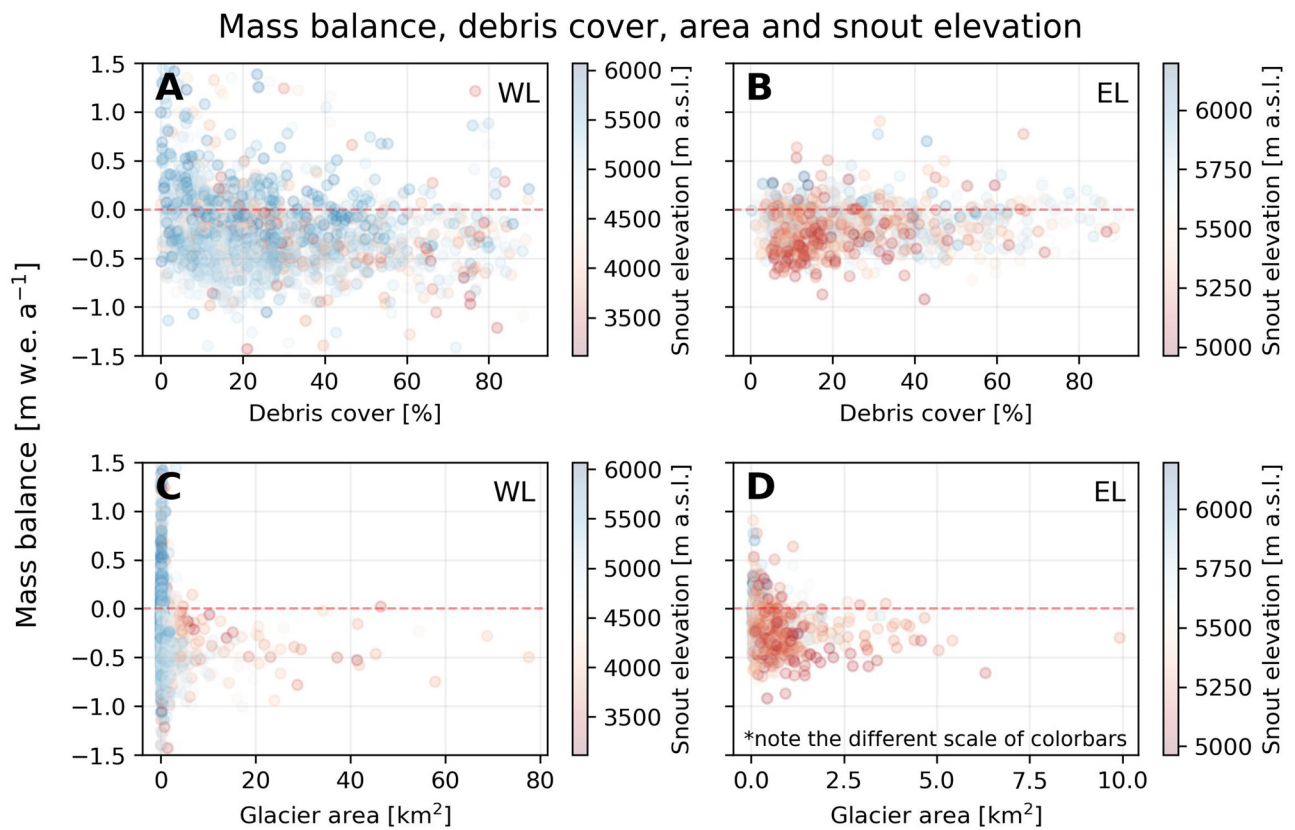 Mass balance, debris cover, area and snout elevation
Mass balance [m w.e. a⁻¹]
A
WL
1.5
1.0
0.5
0.0
−0.5
−1.0
−1.5
0 20 40 60 80
Debris cover [%]
6000
5500
5000
4500
4000
3500
Snout elevation [m a.s.l.]
B
EL
0 20 40 60 80
Debris cover [%]
6000
5750
5500
5250
5000
Snout elevation [m a.s.l.]
C
WL
1.5
1.0
0.5
0.0
−0.5
−1.0
−1.5
0 20 40 60 80
Glacier area [km²]
6000
5500
5000
4500
4000
3500
Snout elevation [m a.s.l.]
D
EL
*note the different scale of colorbars
0.0 2.5 5.0 7.5 10.0
Glacier area [km²]
6000
5750
5500
5250
5000
Snout elevation [m a.s.l.]